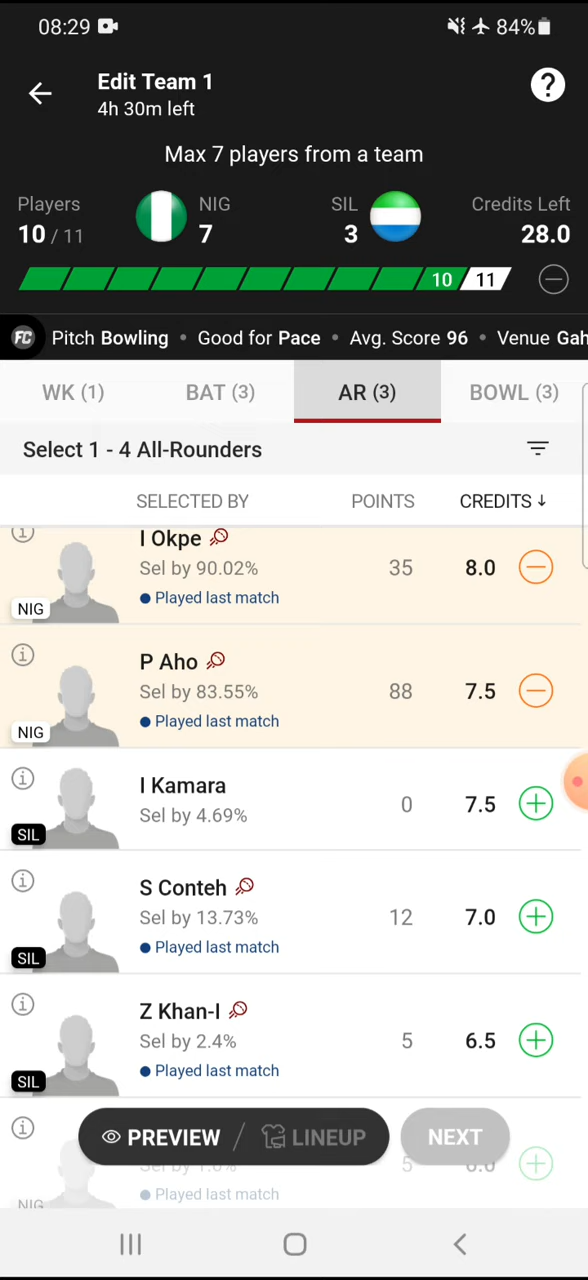 08:29 84%
Edit Team 1
4h 30m left
?
Max 7 players from a team
Players NIG SIL Credits Left
10 / 11 7 3 28.0
10 11
FC Pitch Bowling • Good for Pace • Avg. Score 96 • Venue Gah
WK (1) BAT (3) AR (3) BOWL (3)
Select 1 - 4 All-Rounders
SELECTED BY POINTS CREDITS ↓
I Okpe
Sel by 90.02% 35 8.0
Played last match
NIG
P Aho
Sel by 83.55% 88 7.5
Played last match
NIG
I Kamara
Sel by 4.69% 0 7.5
SIL
S Conteh
Sel by 13.73% 12 7.0
Played last match
SIL
Z Khan-I
Sel by 2.4% 5 6.5
Played last match
SIL
PREVIEW / LINEUP NEXT
5 6.0
Played last match
NIG